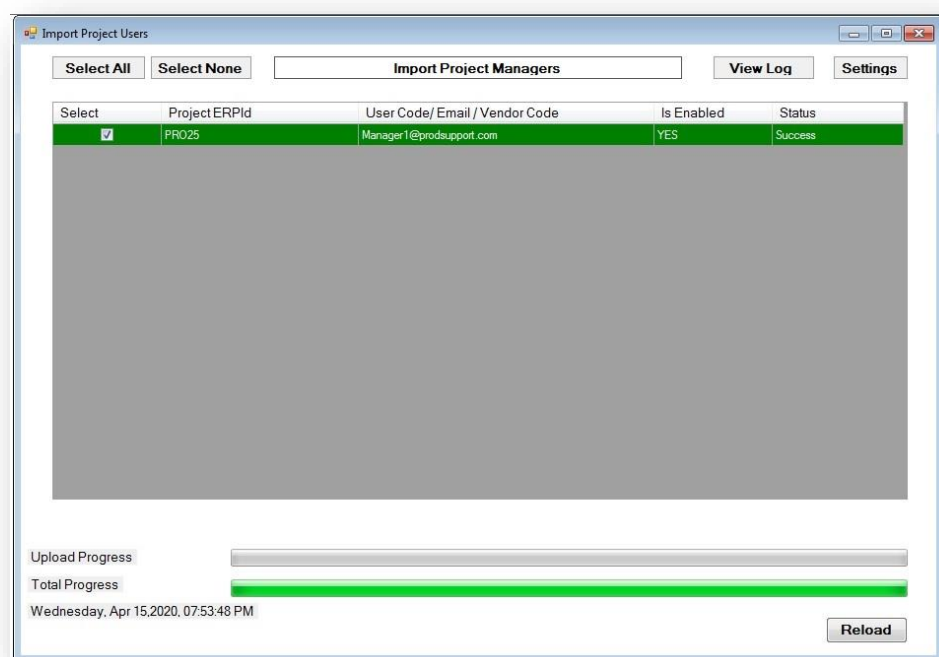 Import Project Users
Select All Select None Import Project Managers View Log Settings
Select Project ERPId User Code/ Email / Vendor Code Is Enabled Status
PRO25 Manager1@prodsupport.com YES Success
Upload Progress
Total Progress
Wednesday, Apr 15,2020, 07:53:48 PM
Reload